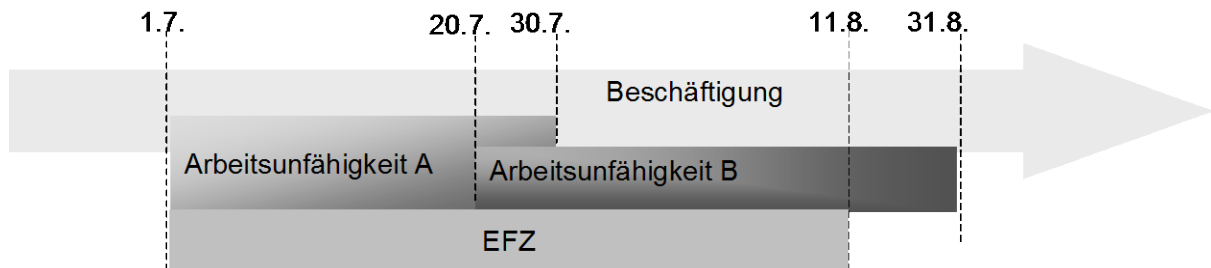 1.7. 20.7. 30.7. 11.8. 31.8.
Beschäftigung
Arbeitsunfähigkeit A Arbeitsunfähigkeit B
EFZ